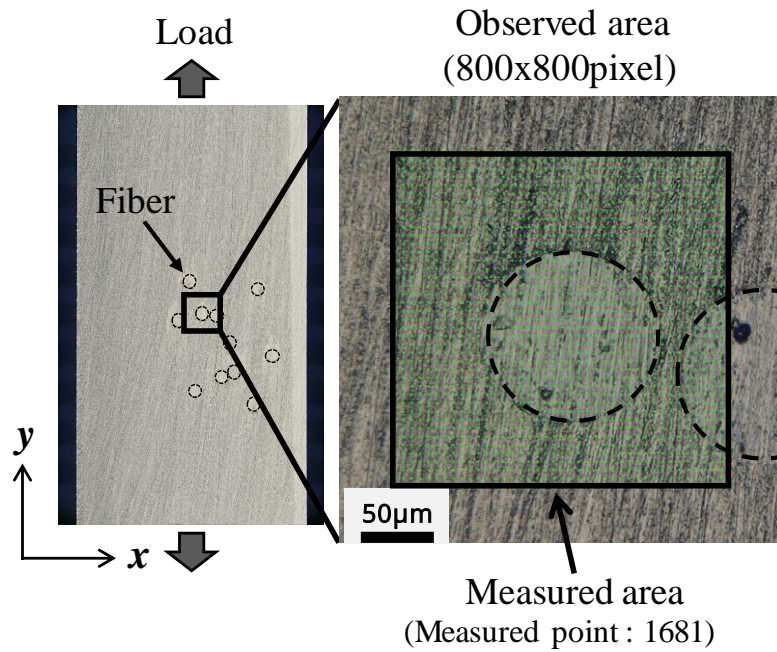 Load
Observed area
(800x800pixel)
Fiber
y
x
50μm
Measured area
(Measured point : 1681)